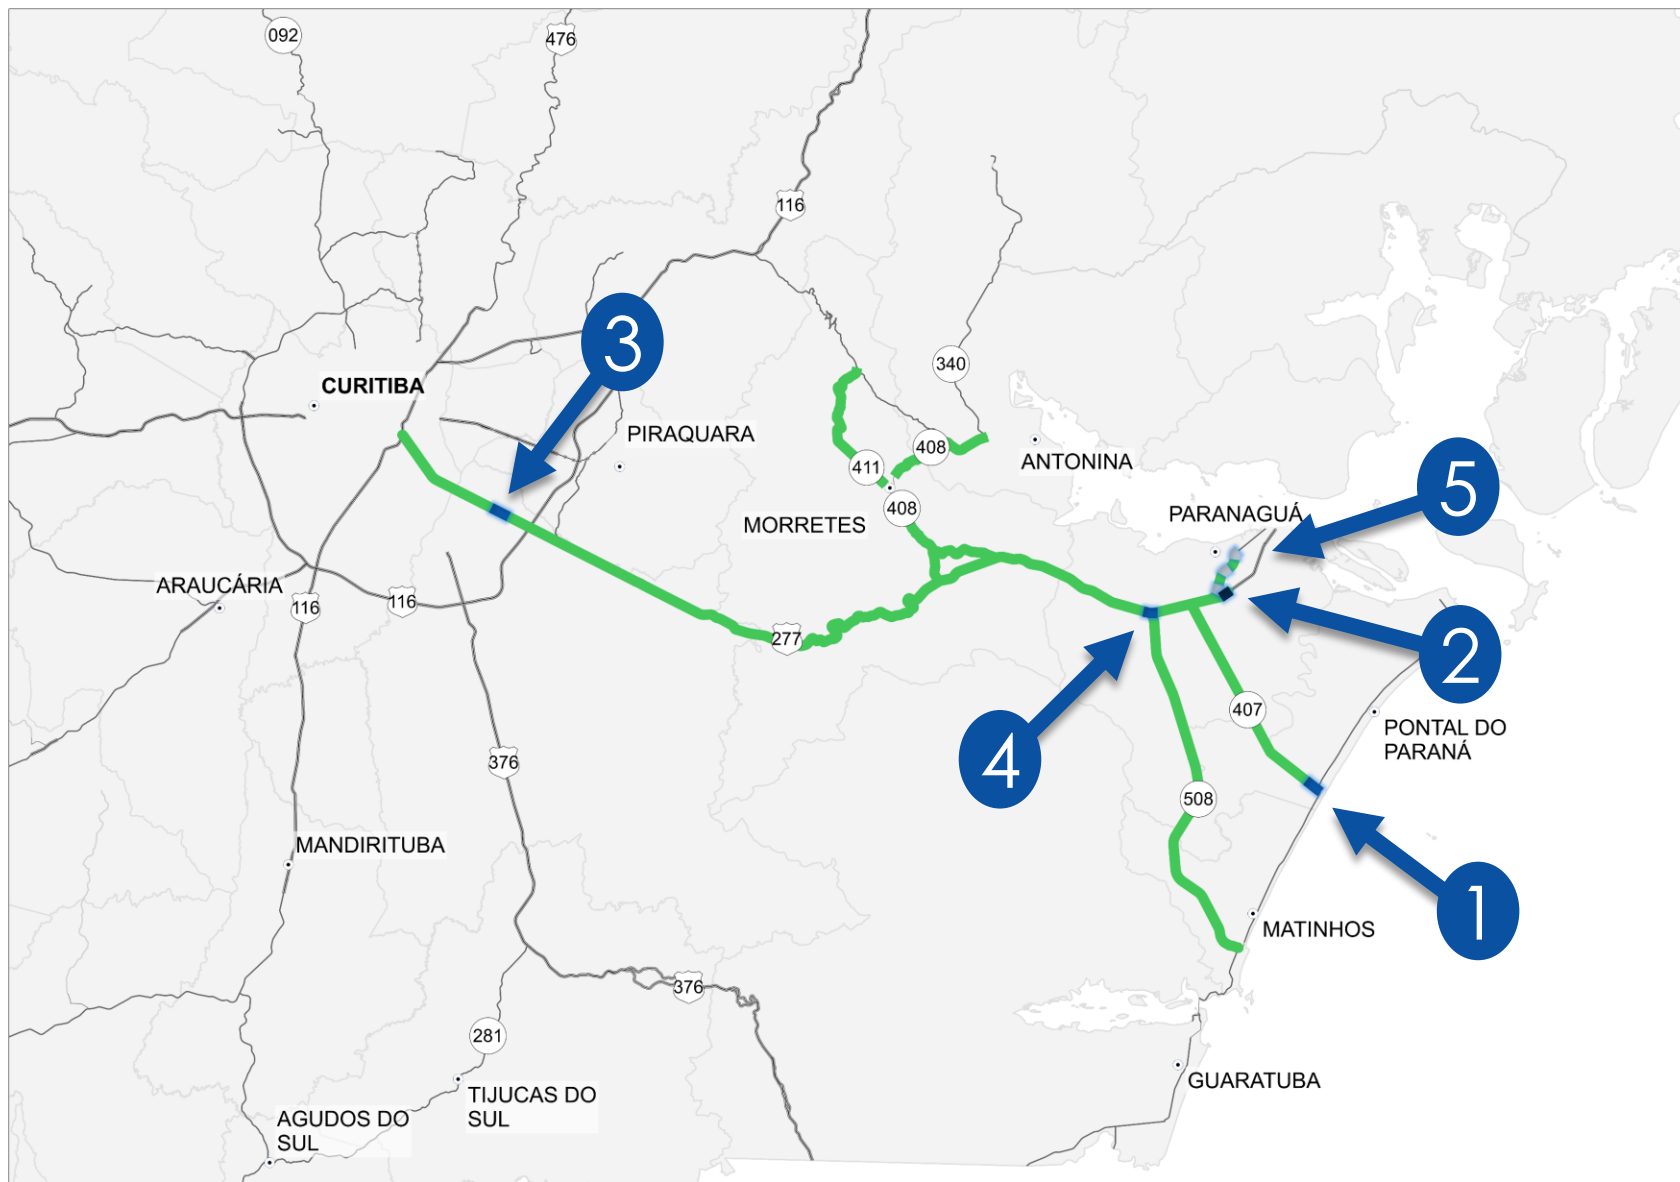 092
476
116
3
340
CURITIBA
PIRAQUARA
408
411
ANTONINA
5
408
PARANAGUÁ
MORRETES
ARAUCÁRIA
116
116
277
2
407
PONTAL DO
PARANÁ
4
376
508
MANDIRITUBA
1
MATINHOS
376
281
GUARATUBA
TIJUCAS DO
SUL
AGUDOS DO
SUL